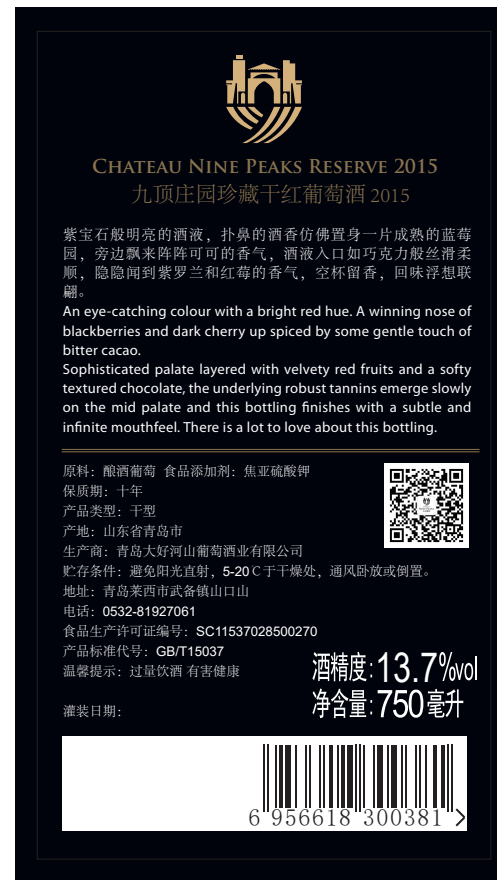 CHATEAU NINE PEAKS RESERVE 2015
九顶庄园珍藏干红葡萄酒 2015
紫宝石般明亮的酒液，扑鼻的酒香仿佛置身一片成熟的蓝莓
园，旁边飘来阵阵可可的香气，酒液入口如巧克力般丝滑柔
顺，隐隐闻到紫罗兰和红莓的香气，空杯留香，回味浮想联
翩。
An eye-catching colour with a bright red hue. A winning nose of
blackberries and dark cherry up spiced by some gentle touch of
bitter cacao.
Sophisticated palate layered with velvety red fruits and a softy
textured chocolate, the underlying robust tannins emerge slowly
on the mid palate and this bottling finishes with a subtle and
infinite mouthfeel. There is a lot to love about this bottling.
原料：酿酒葡萄 食品添加剂：焦亚硫酸钾
保质期：十年
产品类型：干型
产地：山东省青岛市
生产商：青岛大好河山葡萄酒业有限公司
贮存条件：避免阳光直射，5-20℃于干燥处，通风卧放或倒置。
地址：青岛莱西市武备镇山口山
电话：0532-81927061
食品生产许可证编号：SC11537028500270
产品标准代号：GB/T15037
温馨提示：过量饮酒 有害健康
酒精度:13.7%vol
净含量:750毫升
灌装日期：
6 956618 300381 >